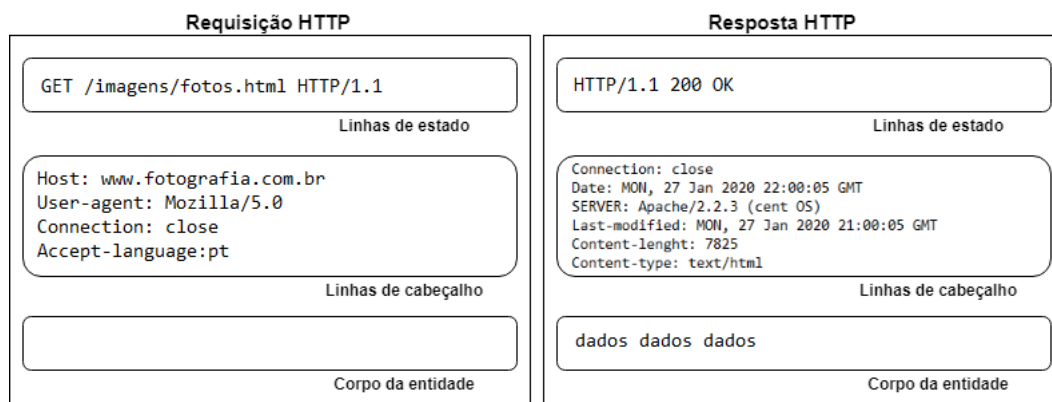 Requisição HTTP
GET /imagens/fotos.html HTTP/1.1
Linhas de estado
Host: www.fotografia.com.br
User-agent: Mozilla/5.0
Connection: close
Accept-language:pt
Linhas de cabeçalho
Corpo da entidade
Resposta HTTP
HTTP/1.1 200 OK
Linhas de estado
Connection: close
Date: MON, 27 Jan 2020 22:00:05 GMT
SERVER: Apache/2.2.3 (cent OS)
Last-modified: MON, 27 Jan 2020 21:00:05 GMT
Content-lenght: 7825
Content-type: text/html
Linhas de cabeçalho
dados dados dados
Corpo da entidade